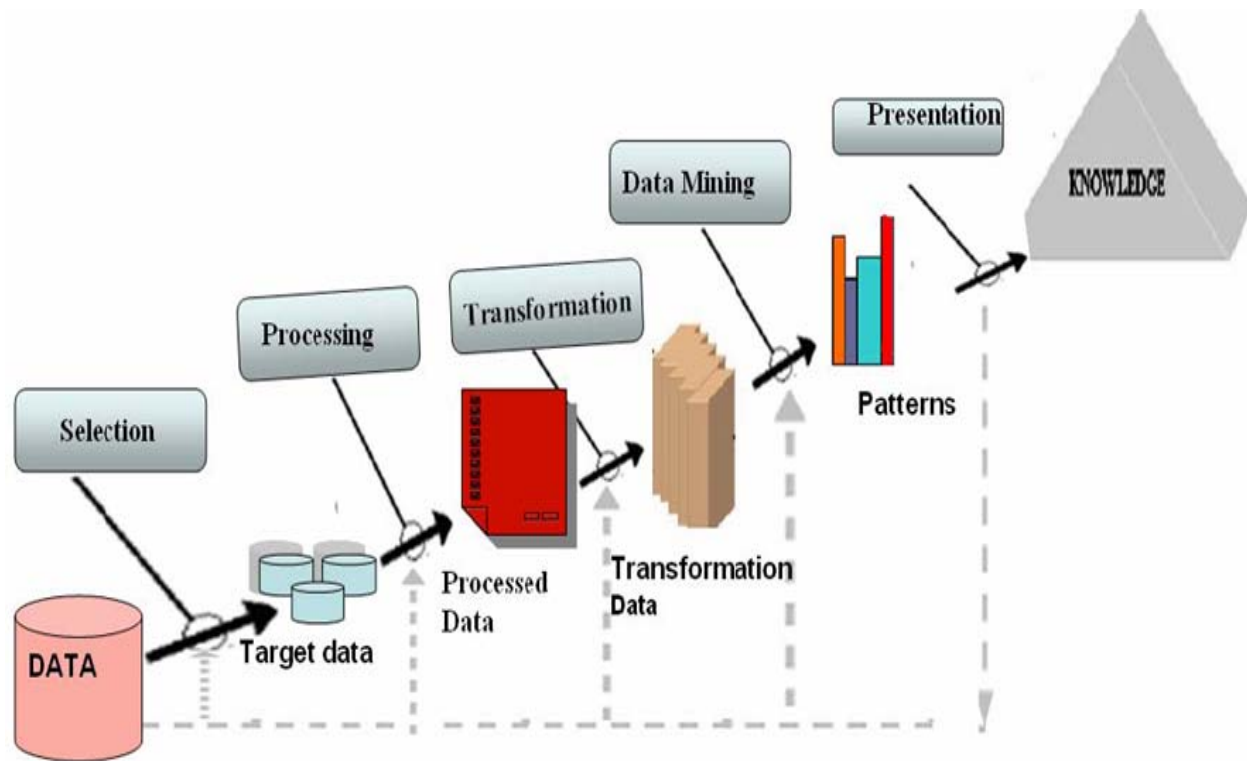 Presentation
KNOWLEDGE
Data Mining
Transformation
Processing
Patterns
Selection
Transformation
Data
Processed
Data
Target data
DATA